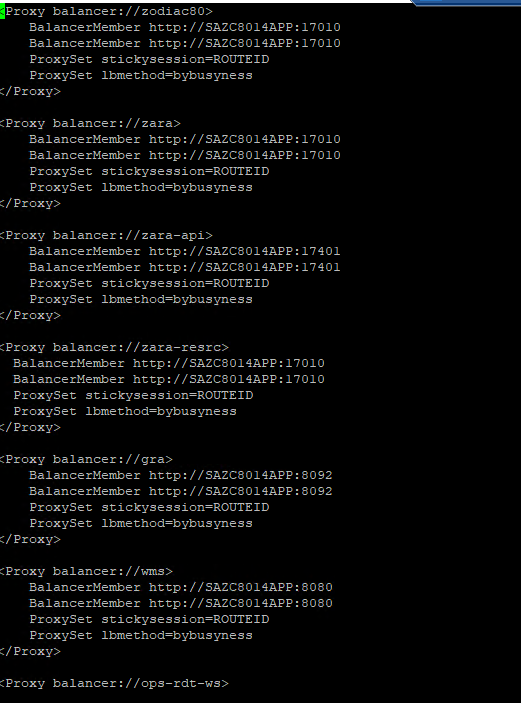 <Proxy balancer://zodiac80>
BalancerMember http://SAZC8014APP:17010
BalancerMember http://SAZC8014APP:17010
ProxySet stickysession=ROUTEID
ProxySet lbmethod=bybusyness
</Proxy>
<Proxy balancer://zara>
BalancerMember http://SAZC8014APP:17010
BalancerMember http://SAZC8014APP:17010
ProxySet stickysession=ROUTEID
ProxySet lbmethod=bybusyness
</Proxy>
<Proxy balancer://zara-api>
BalancerMember http://SAZC8014APP:17401
BalancerMember http://SAZC8014APP:17401
ProxySet stickysession=ROUTEID
ProxySet lbmethod=bybusyness
</Proxy>
<Proxy balancer://zara-resrc>
BalancerMember http://SAZC8014APP:17010
BalancerMember http://SAZC8014APP:17010
ProxySet stickysession=ROUTEID
ProxySet lbmethod=bybusyness
</Proxy>
<Proxy balancer://gra>
BalancerMember http://SAZC8014APP:8092
BalancerMember http://SAZC8014APP:8092
ProxySet stickysession=ROUTEID
ProxySet lbmethod=bybusyness
</Proxy>
<Proxy balancer://wms>
BalancerMember http://SAZC8014APP:8080
BalancerMember http://SAZC8014APP:8080
ProxySet stickysession=ROUTEID
ProxySet lbmethod=bybusyness
</Proxy>
<Proxy balancer://ops-rdt-ws>